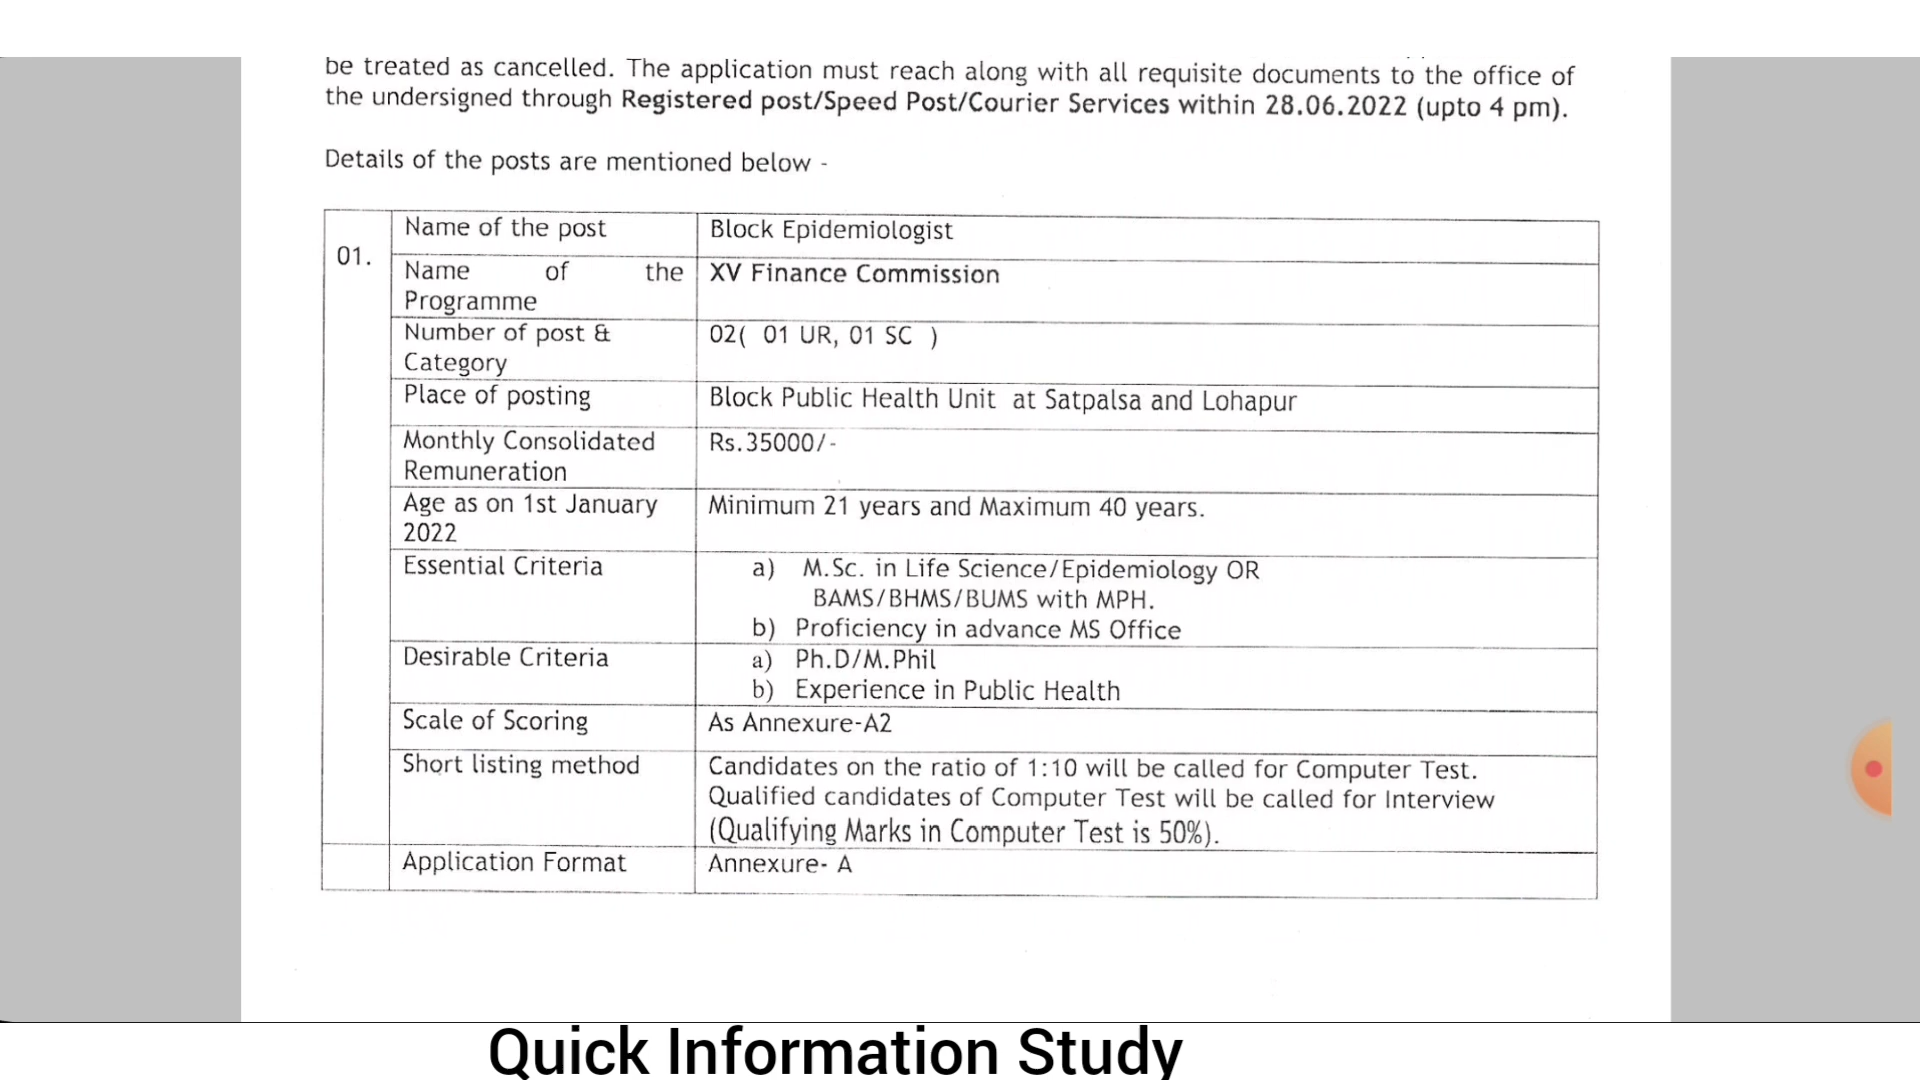 be treated as cancelled. The application must reach along with all requisite documents to the office of
the undersigned through Registered post/Speed Post/Courier Services within 28.06.2022 (upto 4 pm).
Details of the posts are mentioned below -
01.
Name of the post
Block Epidemiologist
Name of the
Programme
XV Finance Commission
Number of post &
Category
02( 01 UR, 01 SC )
Place of posting
Block Public Health Unit at Satpalsa and Lohapur
Monthly Consolidated
Remuneration
Rs.35000/-
Age as on 1st January
2022
Minimum 21 years and Maximum 40 years.
Essential Criteria
a) M.Sc. in Life Science/Epidemiology OR
BAMS/BHMS/BUMS with MPH.
b) Proficiency in advance MS Office
Desirable Criteria
a) Ph.D/M.Phil
b) Experience in Public Health
Scale of Scoring
As Annexure-A2
Short listing method
Candidates on the ratio of 1:10 will be called for Computer Test.
Qualified candidates of Computer Test will be called for Interview
(Qualifying Marks in Computer Test is 50%).
Application Format
Annexure- A
Quick Information Study